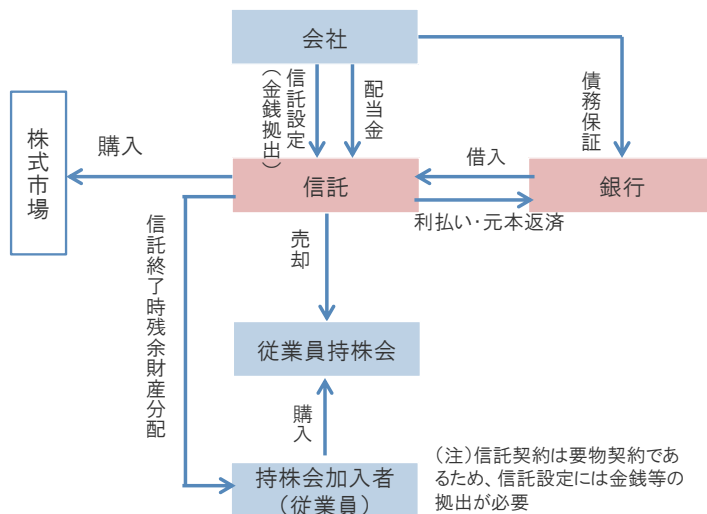 会社
信託設定
（金銭拠出）
配当金
債務保証
株式市場
購入
借入
信託
銀行
利払い・元本返済
売却
信託終了時残余財産分配
従業員持株会
購入
持株会加入者
（従業員）
（注）信託契約は要物契約であ
るため、信託設定には金銭等の
拠出が必要